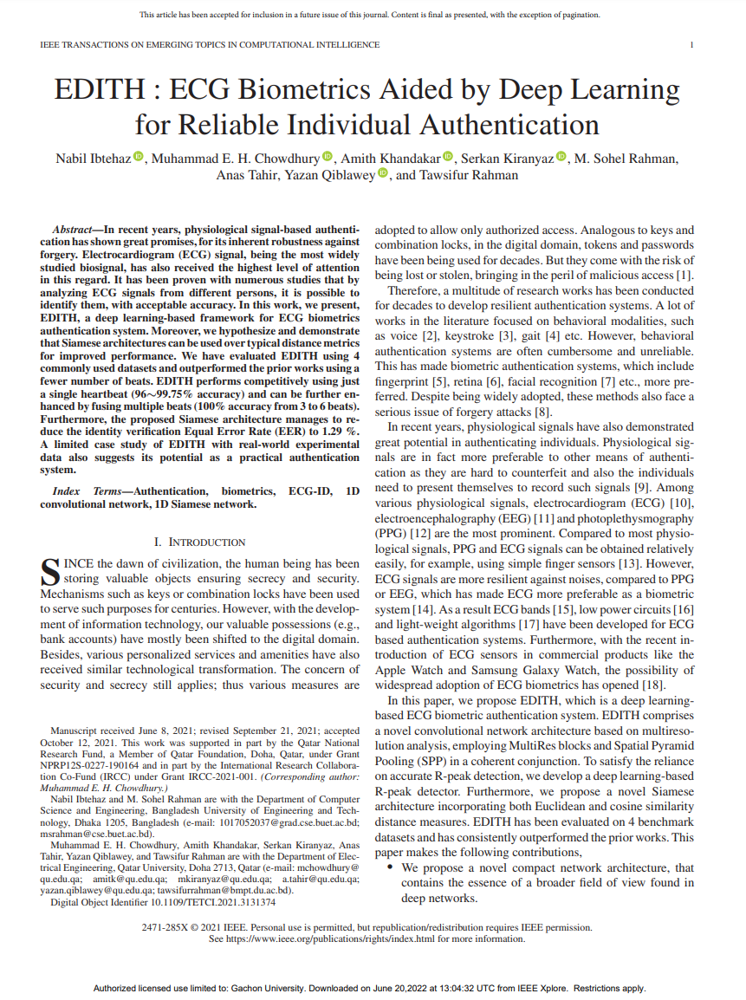 This article has been accepted for inclusion in a future issue of this journal. Content is final as presented, with the exception of pagination.
IEEE TRANSACTIONS ON EMERGING TOPICS IN COMPUTATIONAL INTELLIGENCE
1
EDITH : ECG Biometrics Aided by Deep Learning
for Reliable Individual Authentication
Nabil Ibtehaz, Muhammad E. H. Chowdhury, Amith Khandakar, Serkan Kiranyaz, M. Sohel Rahman,
Anas Tahir, Yazan Qiblawey, and Tawsifur Rahman
Abstract—In recent years, physiological signal-based authenti-
cation has shown great promises, for its inherent robustness against
forgery. Electrocardiogram (ECG) signal, being the most widely
studied biosignal, has also received the highest level of attention
in this regard. It has been proven with numerous studies that by
analyzing ECG signals from different persons, it is possible to
identify them, with acceptable accuracy. In this work, we present,
EDITH, a deep learning-based framework for ECG biometrics
authentication system. Moreover, we hypothesize and demonstrate
that Siamese architectures can be used over typical distance metrics
for improved performance. We have evaluated EDITH using 4
commonly used datasets and outperformed the prior works using a
fewer number of beats. EDITH performs competitively using just
a single heartbeat (96∼99.75% accuracy) and can be further en-
hanced by fusing multiple beats (100% accuracy from 3 to 6 beats).
Furthermore, the proposed Siamese architecture manages to re-
duce the identity verification Equal Error Rate (EER) to 1.29 %.
A limited case study of EDITH with real-world experimental
data also suggests its potential as a practical authentication
system.
Index Terms—Authentication, biometrics, ECG-ID, 1D
convolutional network, 1D Siamese network.
I. INTRODUCTION
SINCE the dawn of civilization, the human being has been
storing valuable objects ensuring secrecy and security.
Mechanisms such as keys or combination locks have been used
to serve such purposes for centuries. However, with the develop-
ment of information technology, our valuable possessions (e.g.,
bank accounts) have mostly been shifted to the digital domain.
Besides, various personalized services and amenities have also
received similar technological transformation. The concern of
security and secrecy still applies; thus various measures are
Manuscript received June 8, 2021; revised September 21, 2021; accepted
October 12, 2021. This work was supported in part by the Qatar National
Research Fund, a Member of Qatar Foundation, Doha, Qatar, under Grant
NPRP12S-0227-190164 and in part by the International Research Collabora-
tion Co-Fund (IRCC) under Grant IRCC-2021-001. (Corresponding author:
Muhammad E. H. Chowdhury.)
Nabil Ibtehaz and M. Sohel Rahman are with the Department of Computer
Science and Engineering, Bangladesh University of Engineering and Tech-
nology, Dhaka 1205, Bangladesh (e-mail: 1017052037@grad.cse.buet.ac.bd;
msrahman@cse.buet.ac.bd).
Muhammad E. H. Chowdhury, Amith Khandakar, Serkan Kiranyaz, Anas
Tahir, Yazan Qiblawey, and Tawsifur Rahman are with the Department of Elec-
trical Engineering, Qatar University, Doha 2713, Qatar (e-mail: mchowdhury@
qu.edu.qa; amitk@qu.edu.qa; mkiranyaz@qu.edu.qa; a.tahir@qu.edu.qa;
yazan.qiblawey@qu.edu.qa; tawsifurrahman@bmpt.du.ac.bd).
Digital Object Identifier 10.1109/TETCI.2021.3131374
adopted to allow only authorized access. Analogous to keys and
combination locks, in the digital domain, tokens and passwords
have been being used for decades. But they come with the risk of
being lost or stolen, bringing in the peril of malicious access [1].
Therefore, a multitude of research works has been conducted
for decades to develop resilient authentication systems. A lot of
works in the literature focused on behavioral modalities, such
as voice [2], keystroke [3], gait [4] etc. However, behavioral
authentication systems are often cumbersome and unreliable.
This has made biometric authentication systems, which include
fingerprint [5], retina [6], facial recognition [7] etc., more pre-
ferred. Despite being widely adopted, these methods also face a
serious issue of forgery attacks [8].
In recent years, physiological signals have also demonstrated
great potential in authenticating individuals. Physiological sig-
nals are in fact more preferable to other means of authenti-
cation as they are hard to counterfeit and also the individuals
need to present themselves to record such signals [9]. Among
various physiological signals, electrocardiogram (ECG) [10],
electroencephalography (EEG) [11] and photoplethysmography
(PPG) [12] are the most prominent. Compared to most physio-
logical signals, PPG and ECG signals can be obtained relatively
easily, for example, using simple finger sensors [13]. However,
ECG signals are more resilient against noises, compared to PPG
or EEG, which has made ECG more preferable as a biometric
system [14]. As a result ECG bands [15], low power circuits [16]
and light-weight algorithms [17] have been developed for ECG
based authentication systems. Furthermore, with the recent in-
troduction of ECG sensors in commercial products like the
Apple Watch and Samsung Galaxy Watch, the possibility of
widespread adoption of ECG biometrics has opened [18].
In this paper, we propose EDITH, which is a deep learning-
based ECG biometric authentication system. EDITH comprises
a novel convolutional network architecture based on multireso-
lution analysis, employing MultiRes blocks and Spatial Pyramid
Pooling (SPP) in a coherent conjunction. To satisfy the reliance
on accurate R-peak detection, we develop a deep learning-based
R-peak detector. Furthermore, we propose a novel Siamese
architecture incorporating both Euclidean and cosine similarity
distance measures. EDITH has been evaluated on 4 benchmark
datasets and has consistently outperformed the prior works. This
paper makes the following contributions,
• We propose a novel compact network architecture, that
contains the essence of a broader field of view found in
deep networks.
2471-285X © 2021 IEEE. Personal use is permitted, but republication/redistribution requires IEEE permission.
See https://www.ieee.org/publications/rights/index.html for more information.
Authorized licensed use limited to: Gachon University. Downloaded on June 20,2022 at 13:04:32 UTC from IEEE Xplore. Restrictions apply.